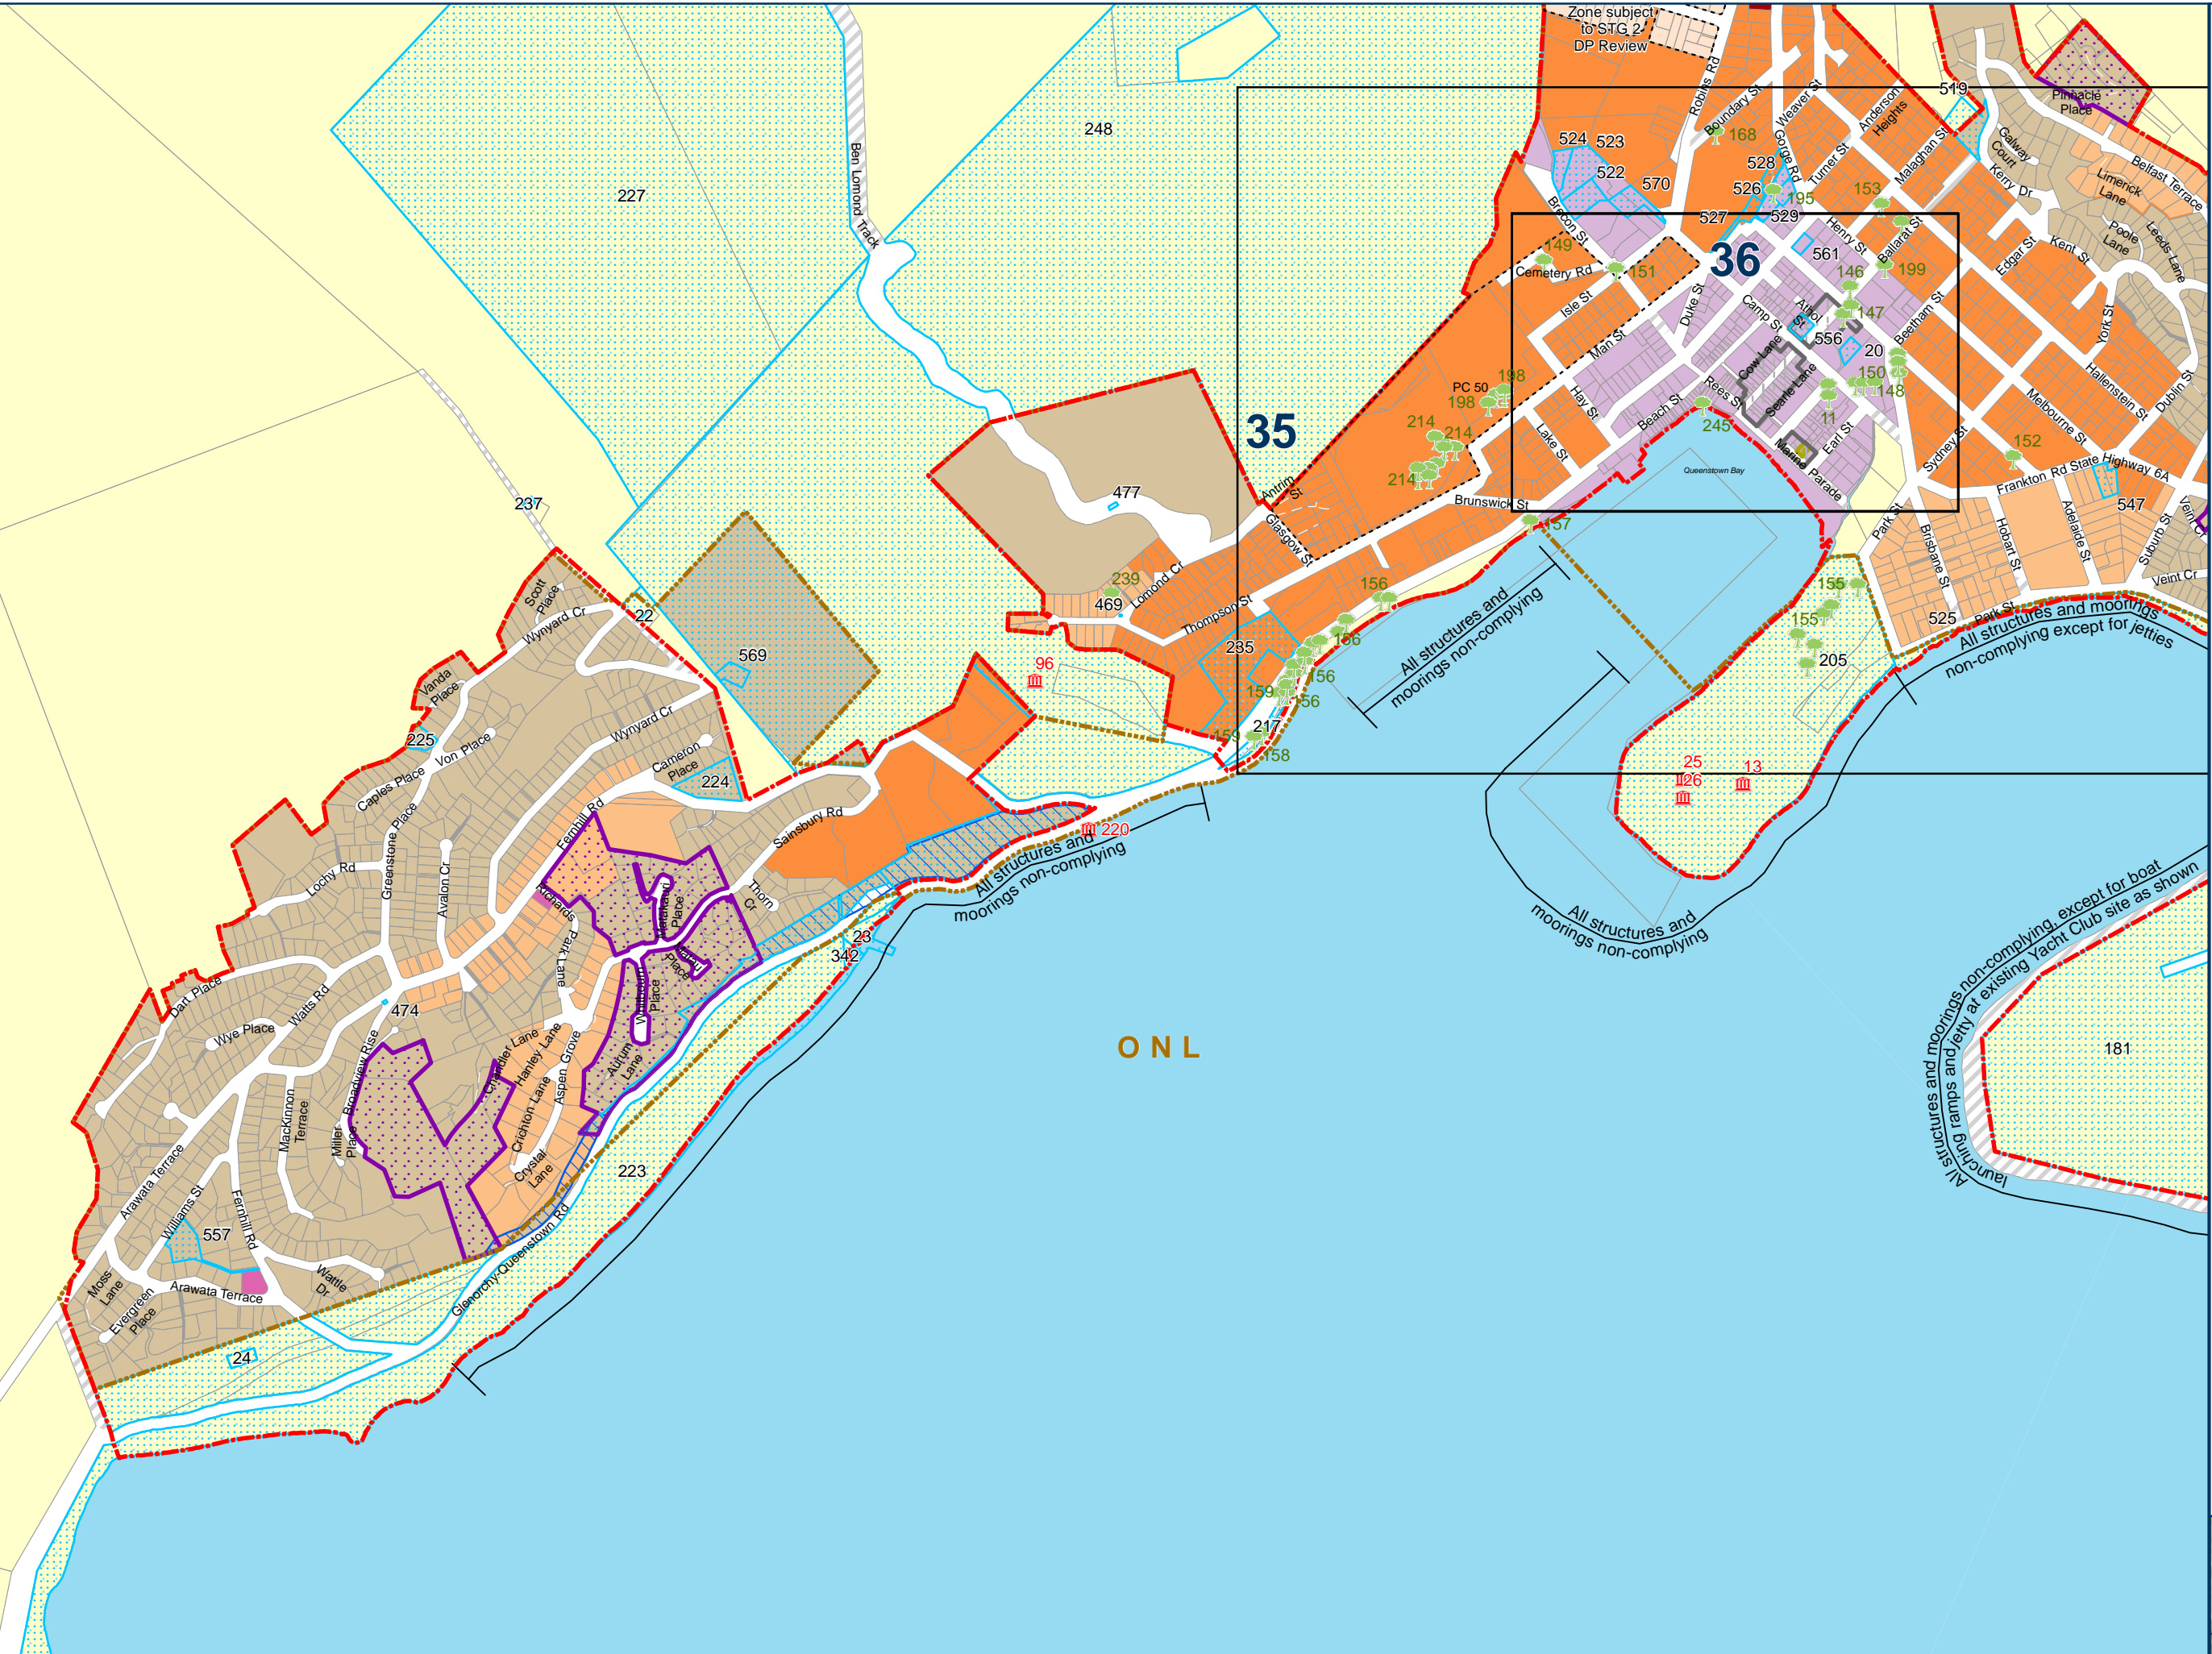 Zone subject
to STG 2
DP Review
Robins Rd
Boundary St
Weaver St
Gorge Rd
Anderson
Heights
519
Pinnacle
Place
248
227
Ben Lomond Track
524
523
522
570
168
528
526
527
529
195
Turner St
153
Malaghan St
Galway
Court
Kerry Dr
Belfast Terrace
Limerick
Lane
Poole
Lane
Leeds Lane
Brecon St
149
Cemetery Rd
151
36
Henry St
561
146
Ballarat St
199
Edgar St
Kent St
Isle St
Duke St
Camp St
Athol
St
147
556
20
Beetham St
York St
Man St
Cow Lane
Searle Lane
150
148
Hallenstein St
Dublin St
PC 50
198
198
Hay St
Beach St
Rees St
245
11
Earl St
Marine Parade
Melbourne St
35
214
214
214
Lake St
Queenstown Bay
Sydney St
152
Frankton Rd State Highway 6A
547
Antrim
St
Glasgow St
Brunswick St
157
Park St
Brisbane St
Hobart St
Adelaide St
Suburb St
Veint Cr
Veint Cr
477
237
239
469
Lomond Cr
Thompson St
156
156
156
156
235
159
159
217
158
All structures and
moorings non-complying
155
155
205
525
Park St
All structures and moorings
non-complying except for jetties
Scott
Place
Wynyard Cr
22
569
96
Vanda
Place
225
Von Place
Wynyard Cr
Cameron
Place
224
Caples Place
Greenstone Place
Fernhill Rd
Sainsbury Rd
220
All structures and
moorings non-complying
25
26
13
All structures and
moorings non-complying
Lochy Rd
Avalon Cr
Richards
Park Lane
Matakauri
Place
Thorn
Cr
23
342
Place
Place
Dart Place
Watts Rd
474
Wye Place
Broadview Rise
Chandler Lane
Hanley Lane
Aspen Grove
Aurum
Lane
ONL
All structures and moorings non-complying, except for boat
launching ramps and jetty at existing Yacht Club site as shown
181
MacKinnon
Terrace
Miller
Place
Crichton Lane
Crystal
Lane
223
Arawata Terrace
Williams St
Fernhill Rd
557
Glenorchy-Queenstown Rd
Moss
Lane
Evergreen
Place
Arawata Terrace
Wattle
Dr
24